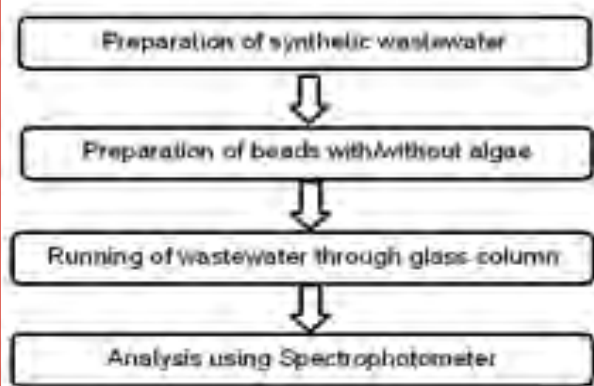 Preparation of synthetic wastewater
Preparation of beads with/without algae
Running of wastewater through glass column
Analysis using Spectrophotometer